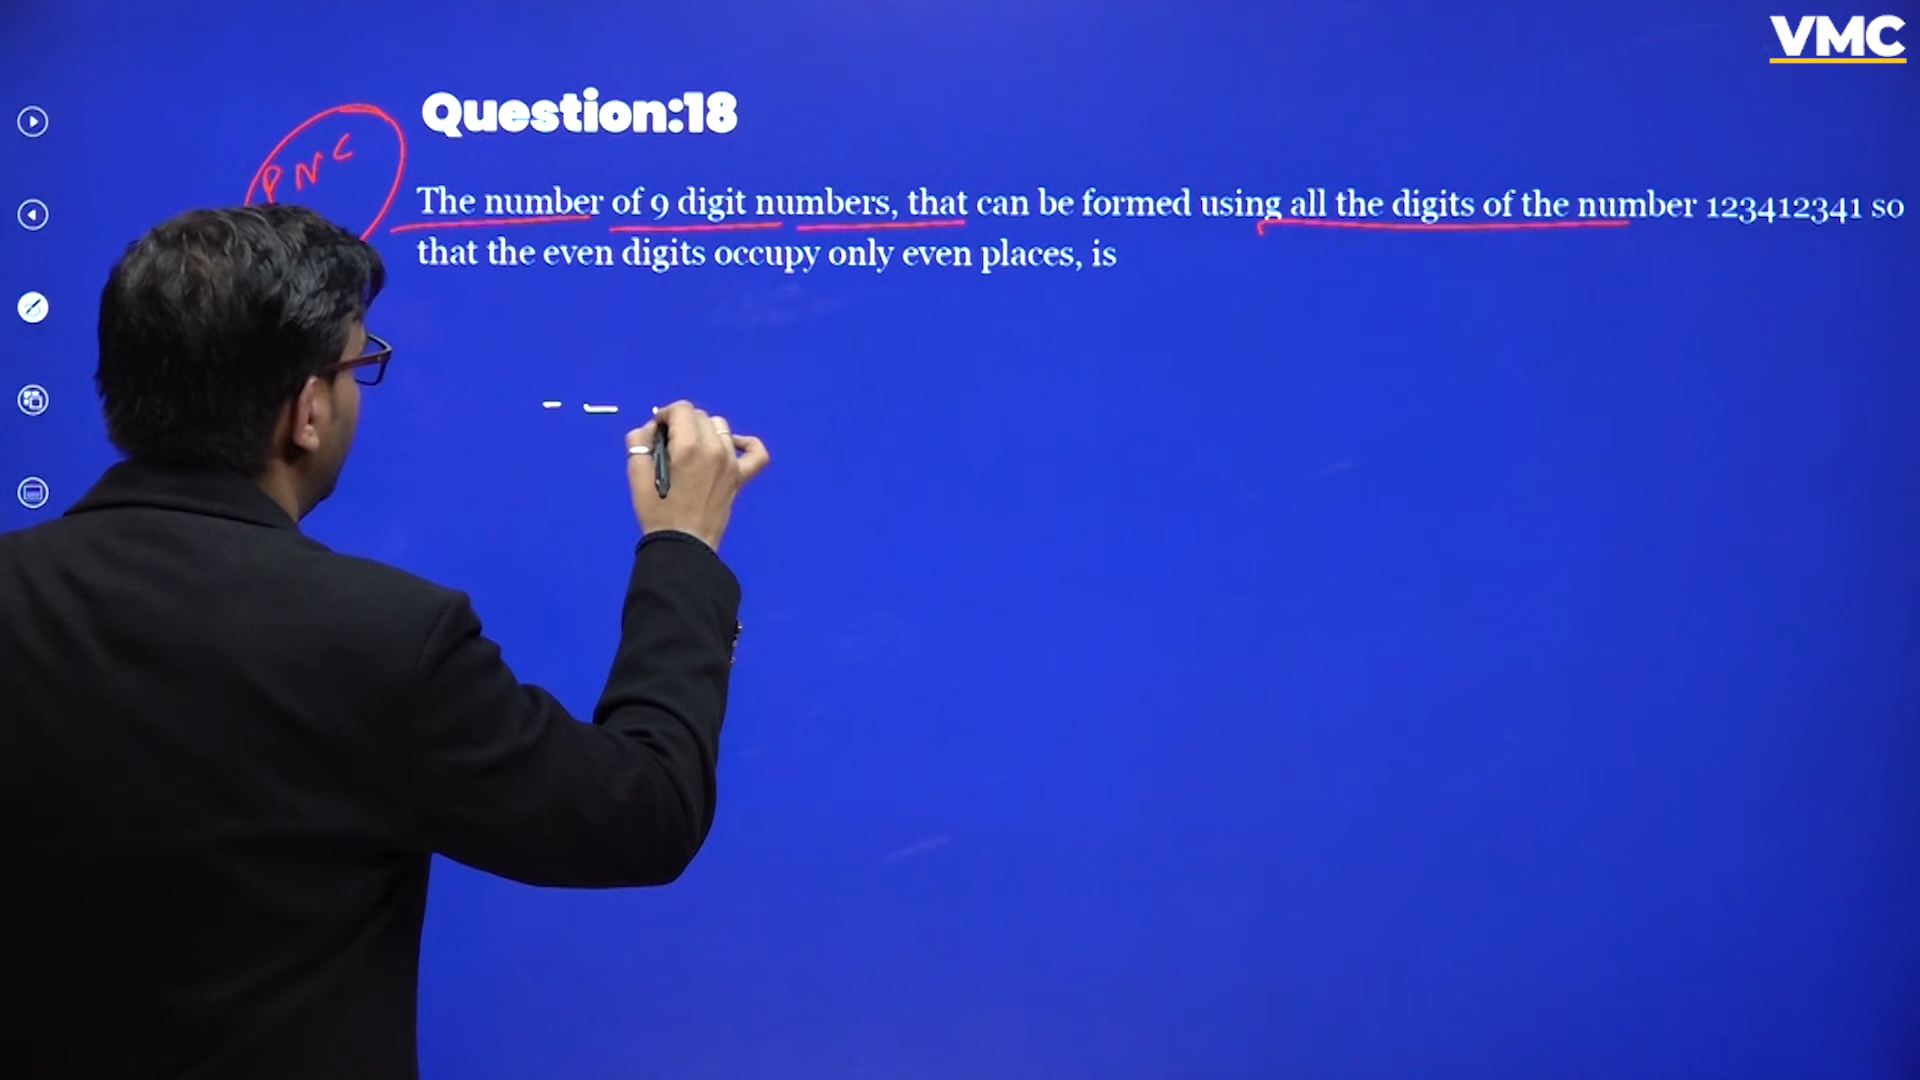 VMC
Question:18
PNC
The number of 9 digit numbers, that can be formed using all the digits of the number 123412341 so
that the even digits occupy only even places, is